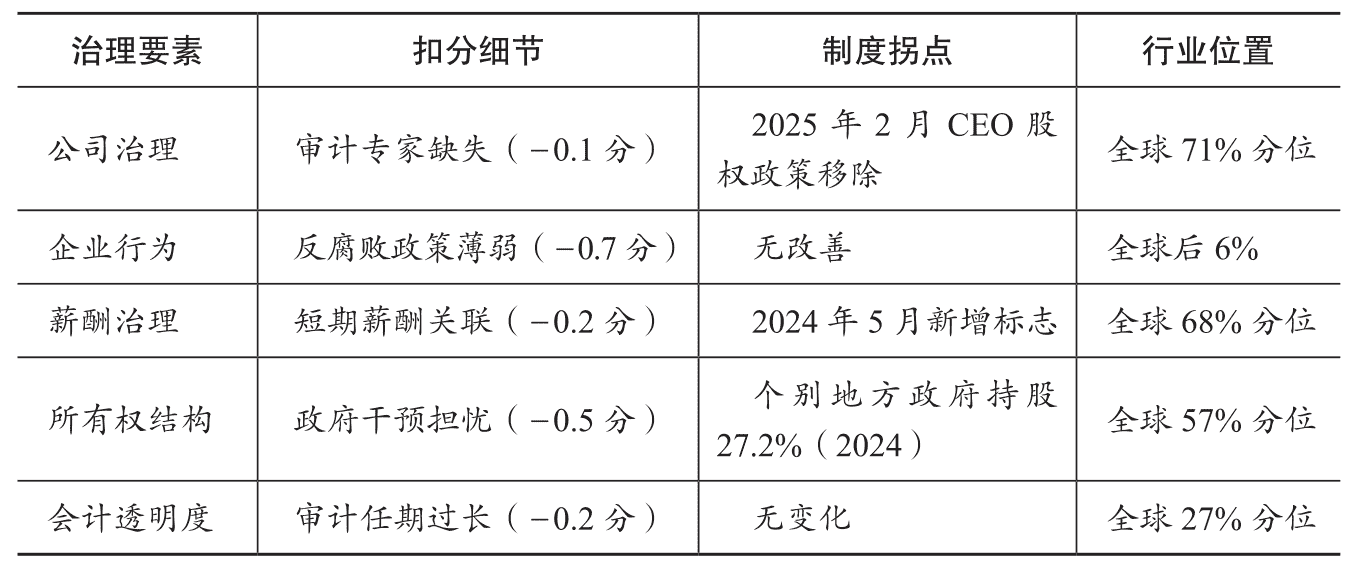 治理要素 扣分细节 制度拐点 行业位置
公司治理 审计专家缺失（−0.1 分） 2025 年 2 月 CEO 股 全球 71% 分位
权政策移除
企业行为 反腐败政策薄弱（−0.7 分） 无改善 全球后 6%
薪酬治理 短期薪酬关联（−0.2 分） 2024 年 5 月新增标志 全球 68% 分位
所有权结构 政府干预担忧（−0.5 分） 个别地方政府持股 全球 57% 分位
27.2%（2024）
会计透明度 审计任期过长（−0.2 分） 无变化 全球 27% 分位